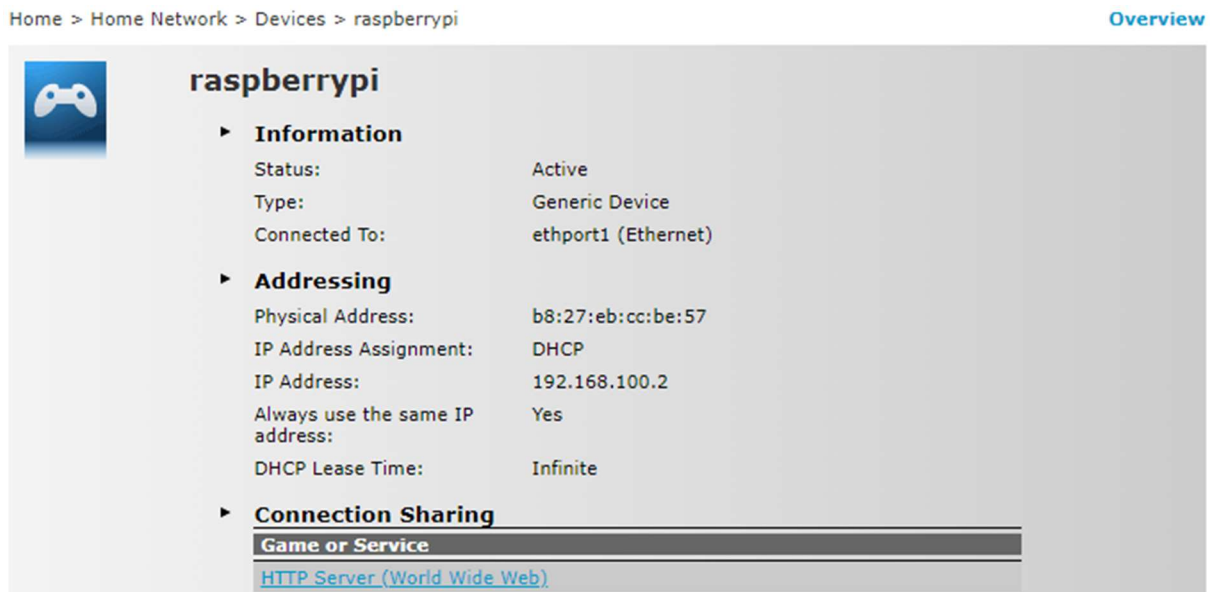 Home > Home Network > Devices > raspberrypi
Overview
raspberrypi
Information
Status: Active
Type: Generic Device
Connected To: ethport1 (Ethernet)
Addressing
Physical Address: b8:27:eb:cc:be:57
IP Address Assignment: DHCP
IP Address: 192.168.100.2
Always use the same IP Yes
address:
DHCP Lease Time: Infinite
Connection Sharing
Game or Service
HTTP Server (World Wide Web)